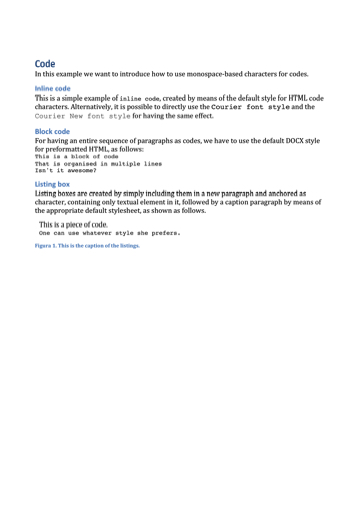 Code
In this example we want to introduce how to use monospace-based characters for codes.
Inline code
This is a simple example of inline code, created by means of the default style for HTML code
characters. Alternatively, it is possible to directly use the Courier font style and the
Courier New font style for having the same effect.
Block code
For having an entire sequence of paragraphs as codes, we have to use the default DOCX style
for preformatted HTML, as follows:
This is a block of code
That is organised in multiple lines
Isn't it awesome?
Listing box
Listing boxes are created by simply including them in a new paragraph and anchored as
character, containing only textual element in it, followed by a caption paragraph by means of
the appropriate default stylesheet, as shown as follows.
This is a piece of code.
One can use whatever style she prefers.
Figura 1. This is the caption of the listings.